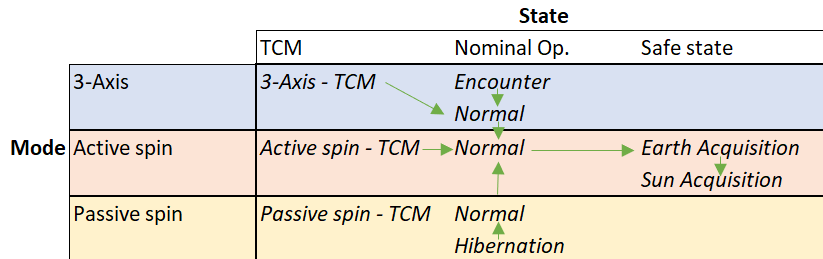 State
TCM Nominal Op. Safe state
3-Axis 3-Axis - TCM Encounter
Normal
Mode Active spin Active spin - TCM Normal Earth Acquisition
Sun Acquisition
Passive spin Passive spin - TCM Normal
Hibernation